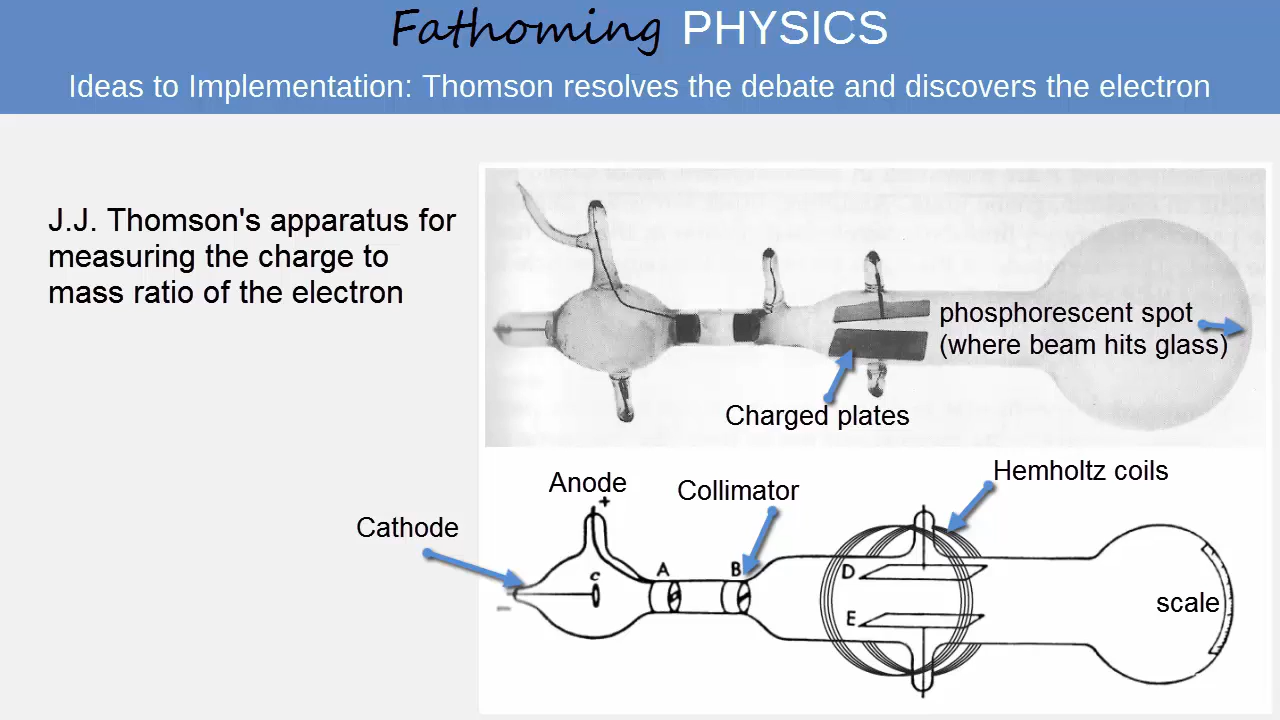 Fathoming PHYSICS
Ideas to Implementation: Thomson resolves the debate and discovers the electron
J.J. Thomson's apparatus for
measuring the charge to
mass ratio of the electron
phosphorescent spot
(where beam hits glass)
Charged plates
Hemholtz coils
Anode
Collimator
+
Cathode
A
B
C
D
E
scale
–